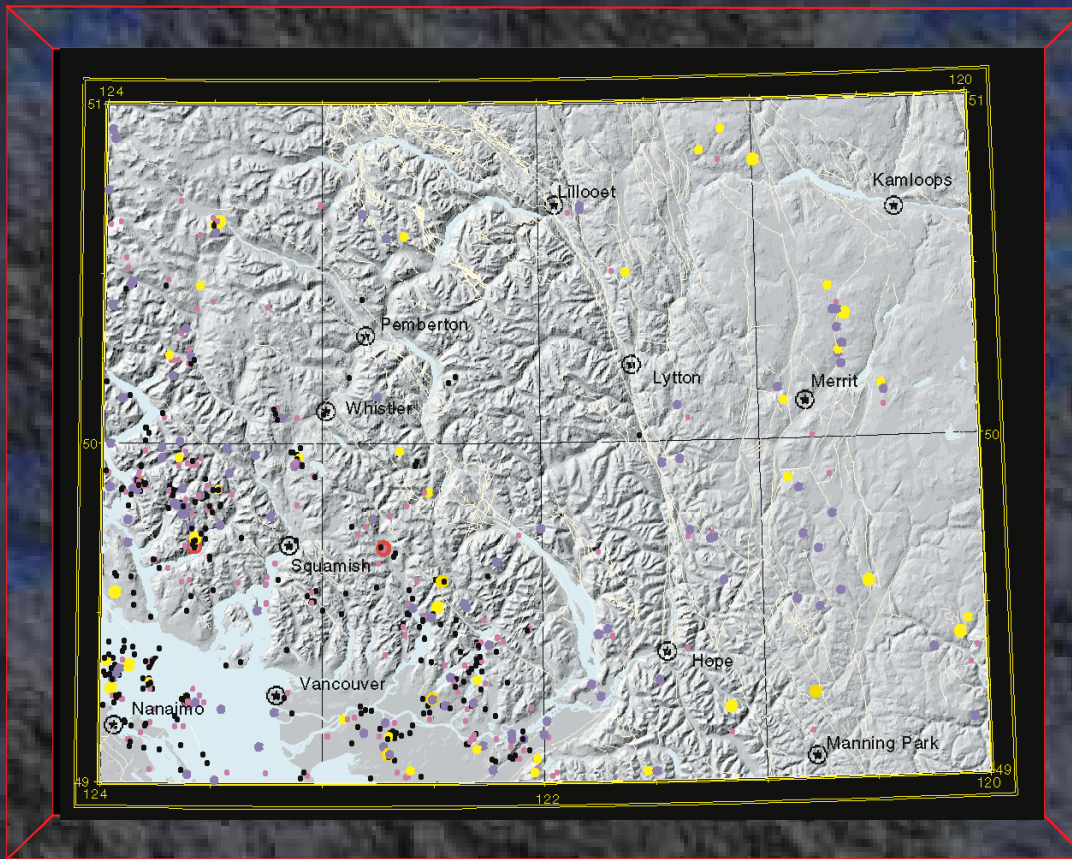 124
120
51
51
Kamloops
Lillooet
Pemberton
Lytton
Merrit
Whistler
50
50
Squamish
Hope
Vancouver
Nanaimo
Manning Park
49
49
124
122
120